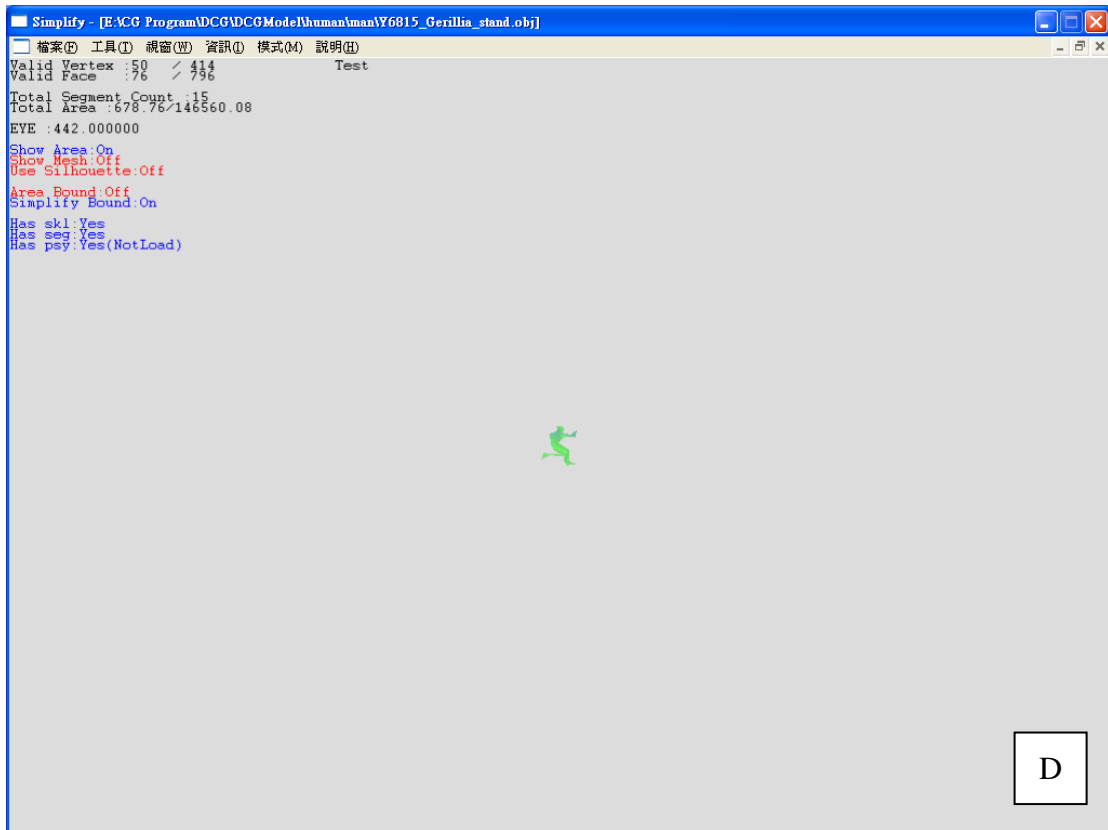 Simplify - [E:\CG Program\DCG\DCGModel\human\man\Y6815_Gerillia_stand.obj]
檔案(F) 工具(T) 視窗(W) 資訊(I) 模式(M) 說明(H)
Valid Vertex :50 / 414 Test
Valid Face :76 / 796
Total Segment Count :15
Total Area :678.76/146560.08
EYE :442.000000
Show Area:On
Show Mesh:Off
Use Silhouette:Off
Area Bound:Off
Simplify Bound:On
Has skl:Yes
Has seg:Yes
Has psy:Yes(NotLoad)
D